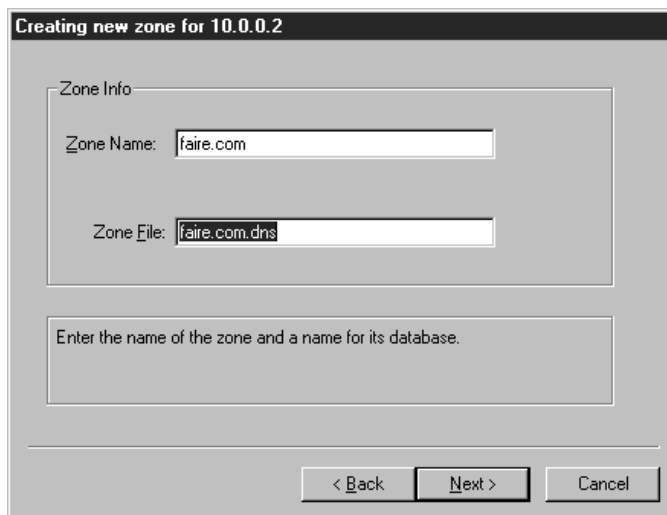 Creating new zone for 10.0.0.2
Zone Info
Zone Name: faire.com
Zone File: faire.com.dns
Enter the name of the zone and a name for its database.
< Back Next > Cancel